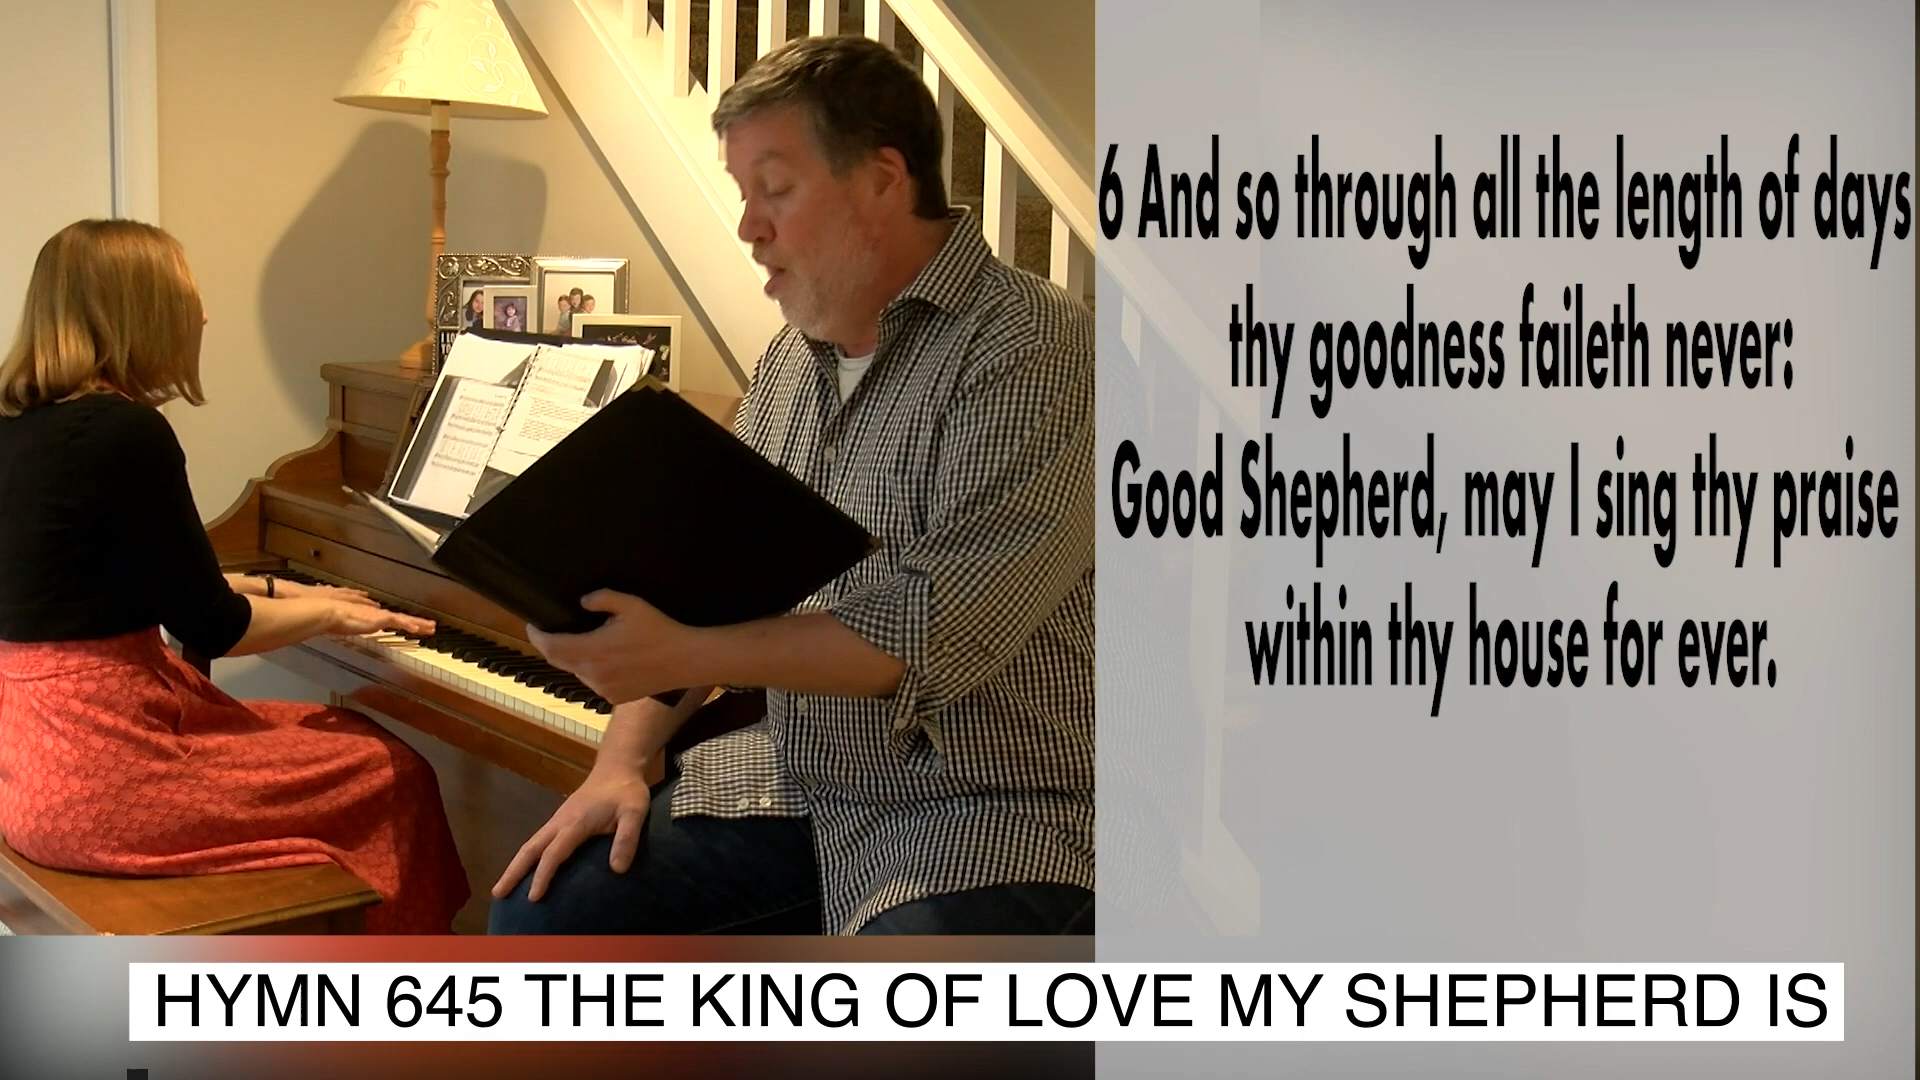 6 And so through all the length of days
thy goodness faileth never:
Good Shepherd, may I sing thy praise
within thy house for ever.
HYMN 645 THE KING OF LOVE MY SHEPHERD IS